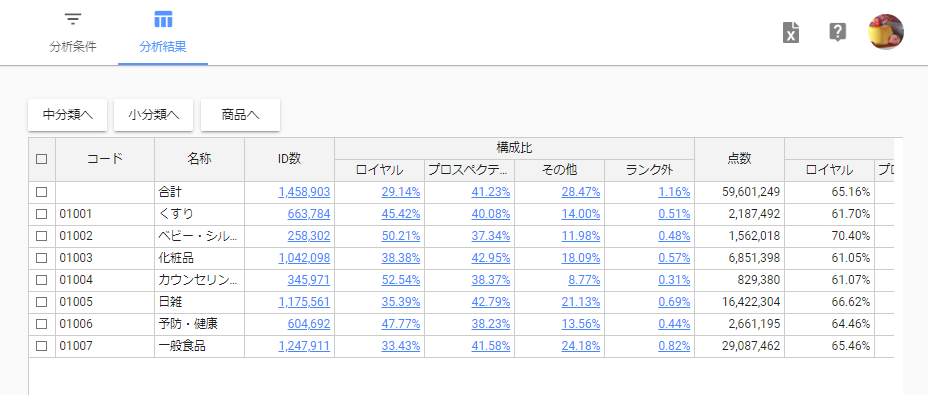 分析条件 分析結果
中分類へ 小分類へ 商品へ
コード 名称 ID数 構成比 点数
ロイヤル プロスペクテ... その他 ランク外 ロイヤル
合計 1,458,903 29.14% 41.23% 28.47% 1.16% 59,601,249 65.16%
01001 くすり 663,784 45.42% 40.08% 14.00% 0.51% 2,187,492 61.70%
01002 ベビー・シル... 258,302 50.21% 37.34% 11.98% 0.48% 1,562,018 70.40%
01003 化粧品 1,042,098 38.38% 42.95% 18.09% 0.57% 6,851,398 61.05%
01004 カウンセリン... 345,971 52.54% 38.37% 8.77% 0.31% 829,380 61.07%
01005 日雑 1,175,561 35.39% 42.79% 21.13% 0.69% 16,422,304 66.62%
01006 予防・健康 604,692 47.77% 38.23% 13.56% 0.44% 2,661,195 64.46%
01007 一般食品 1,247,911 33.43% 41.58% 24.18% 0.82% 29,087,462 65.46%